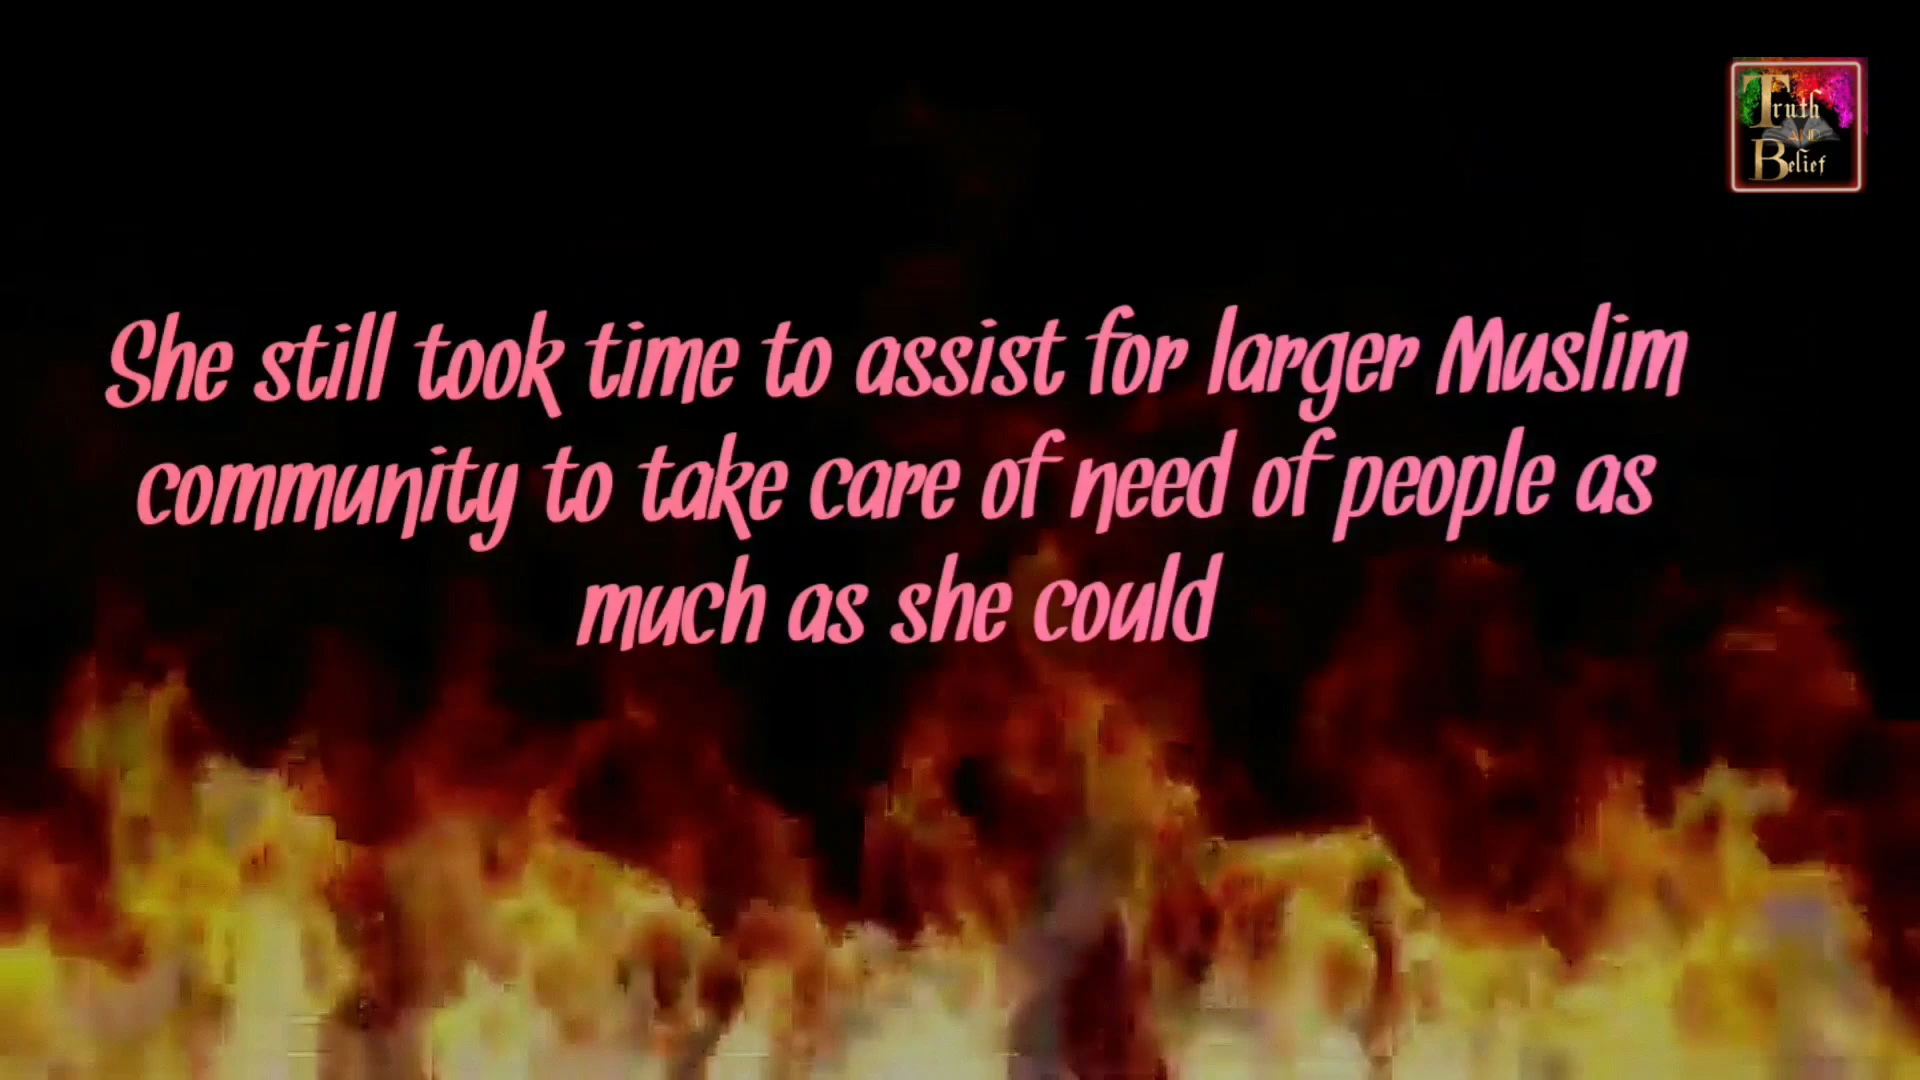 Truth
AND
Belief
She still took time to assist for larger Muslim
community to take care of need of people as
much as she could